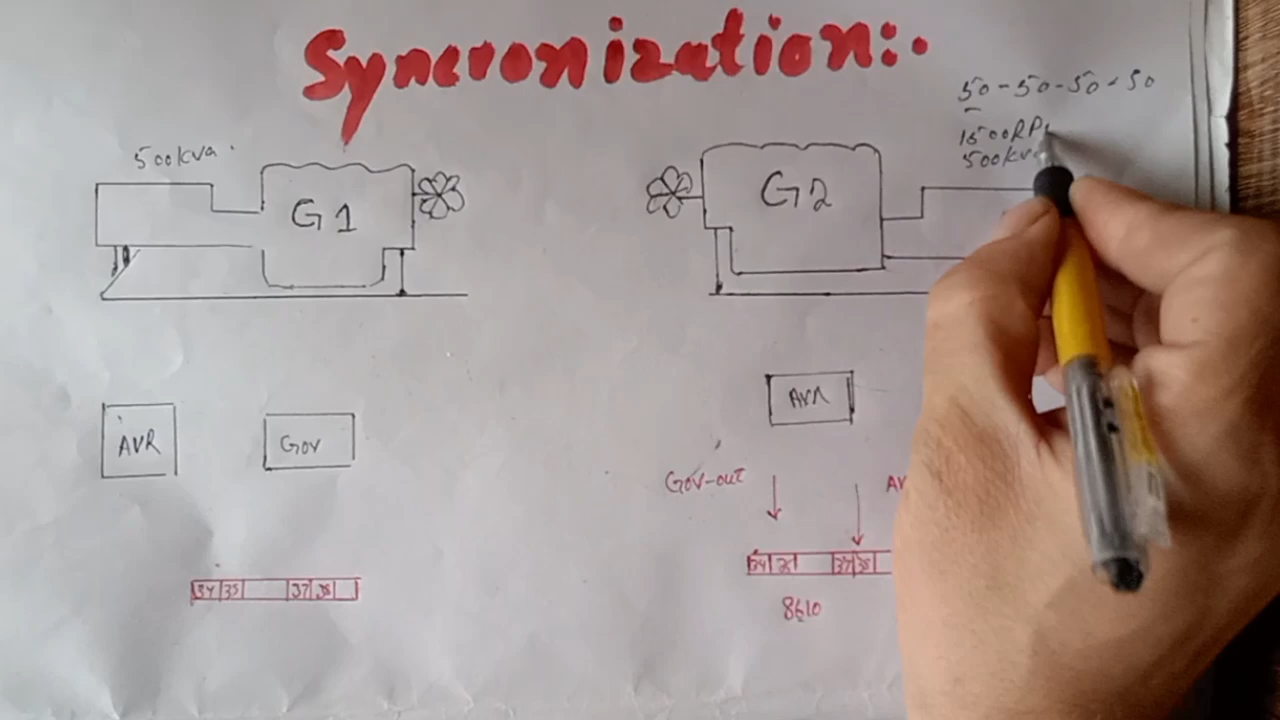 Syncronization:.
50-50-50-50
500kva.
1500RP
500kva
G1
G2
AVR
Gov
AVR
Gov-out
AV
34 35 37 38
34 35 37 38
8610